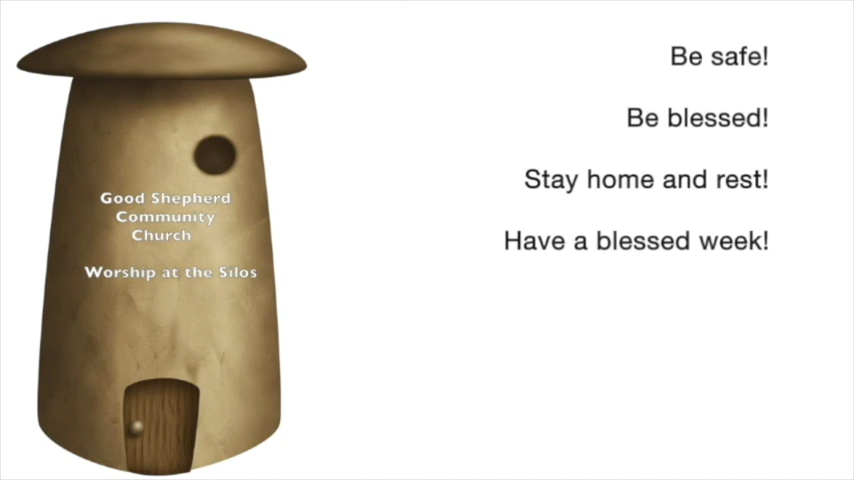 Good Shepherd
Community
Church
Worship at the Silos
Be safe!
Be blessed!
Stay home and rest!
Have a blessed week!